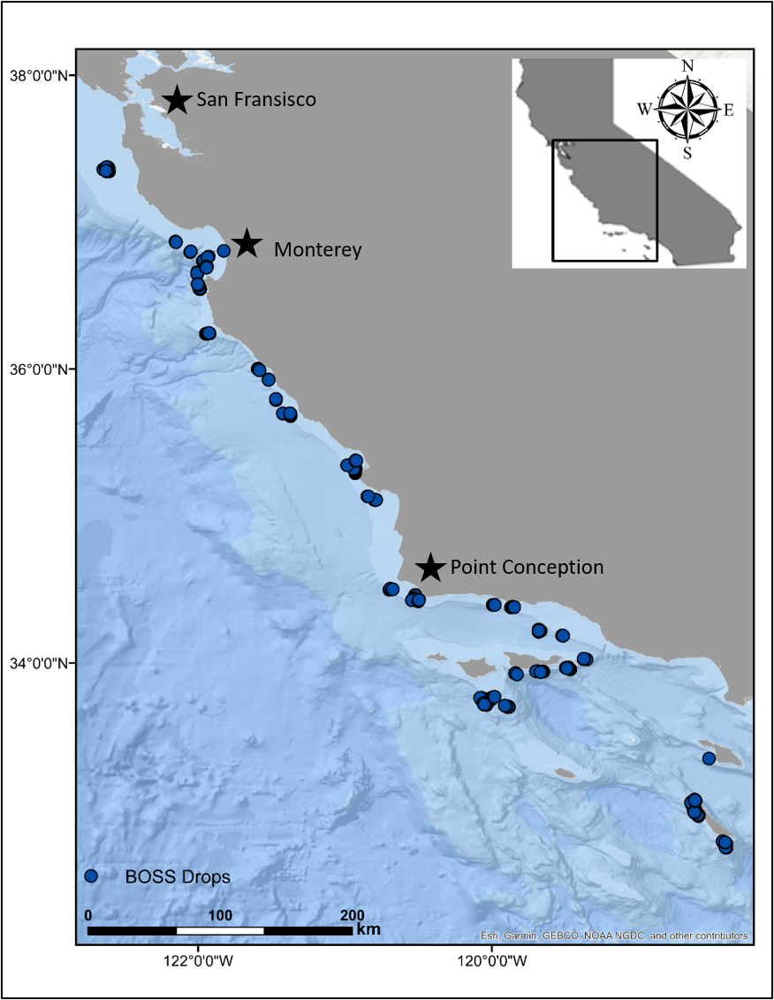 38°0'0"N
San Fransisco
N
W
E
S
Monterey
36°0'0"N
Point Conception
34°0'0"N
BOSS Drops
0 100 200
km
Esri, Garmin, GEBCO, NOAA NGDC, and other contributors
122°0'0"W 120°0'0"W